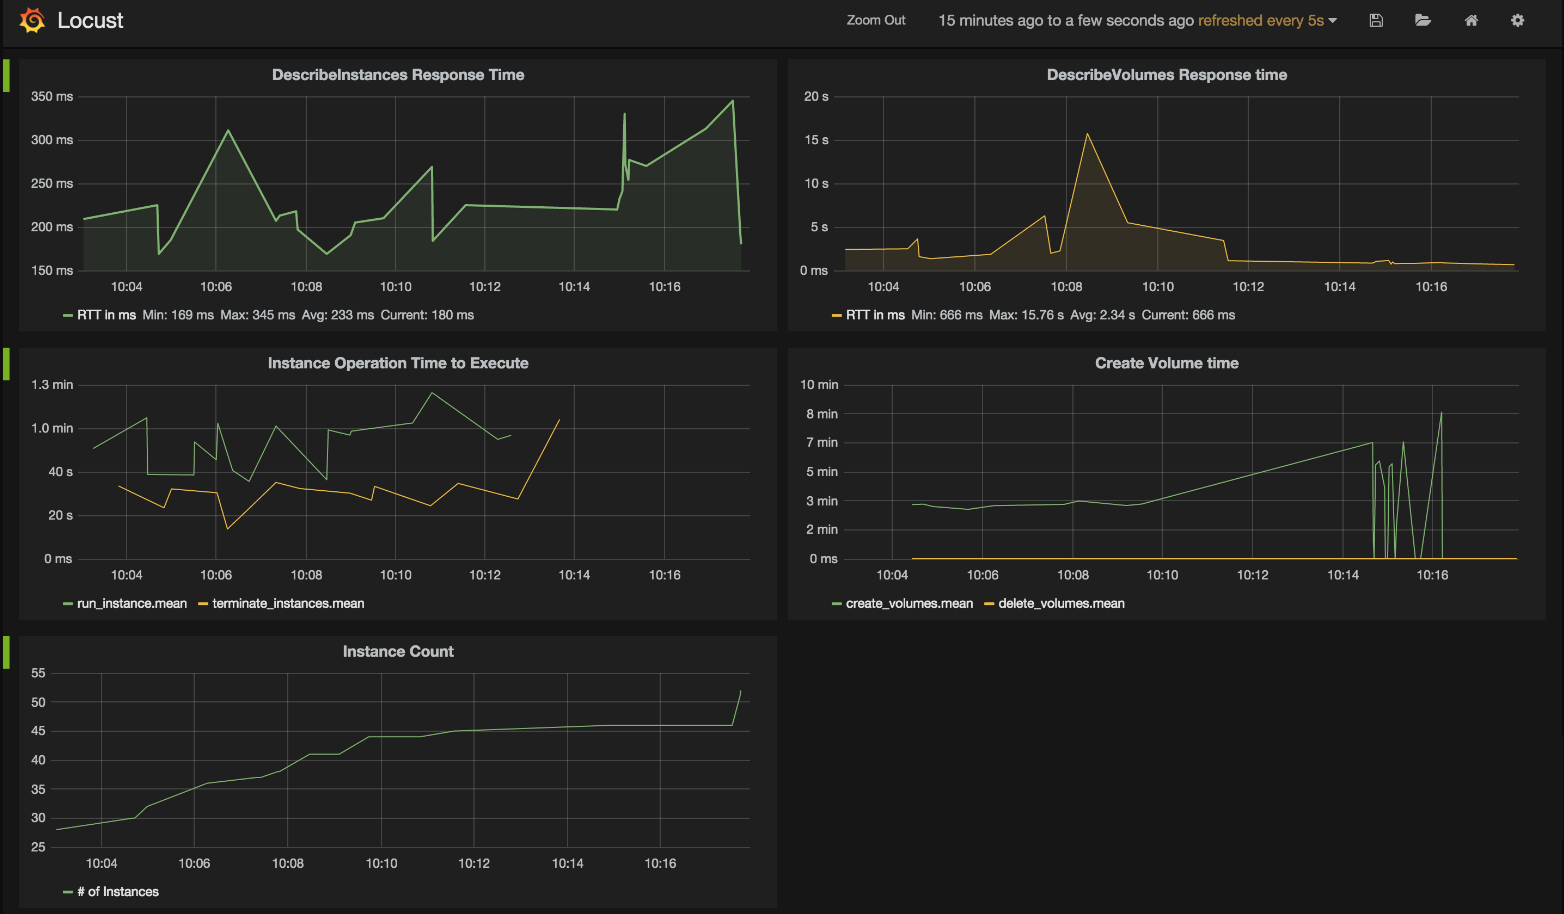 Locust
Zoom Out 15 minutes ago to a few seconds ago refreshed every 5s
DescribeInstances Response Time
350 ms
300 ms
250 ms
200 ms
150 ms
10:04 10:06 10:08 10:10 10:12 10:14 10:16
RTT in ms Min: 169 ms Max: 345 ms Avg: 233 ms Current: 180 ms
DescribeVolumes Response time
20 s
15 s
10 s
5 s
0 ms
10:04 10:06 10:08 10:10 10:12 10:14 10:16
RTT in ms Min: 666 ms Max: 15.76 s Avg: 2.34 s Current: 666 ms
Instance Operation Time to Execute
1.3 min
1.0 min
40 s
20 s
0 ms
10:04 10:06 10:08 10:10 10:12 10:14 10:16
run_instance.mean terminate_instances.mean
Create Volume time
10 min
8 min
7 min
5 min
3 min
2 min
0 ms
10:04 10:06 10:08 10:10 10:12 10:14 10:16
create_volumes.mean delete_volumes.mean
Instance Count
55
50
45
40
35
30
25
10:04 10:06 10:08 10:10 10:12 10:14 10:16
# of Instances